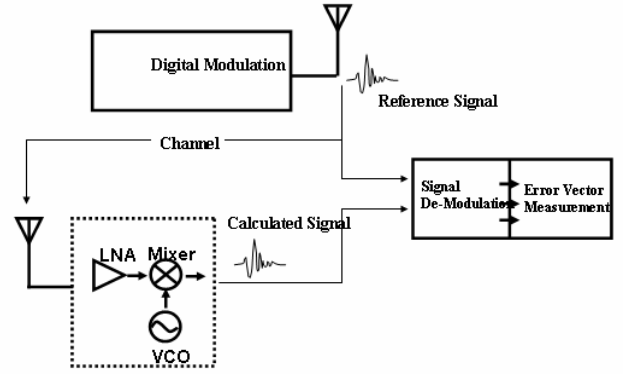 Digital Modulation
Reference Signal
Channel
Signal
De-Modulation
Error Vector
Measurement
Calculated Signal
LNA Mixer
VCO